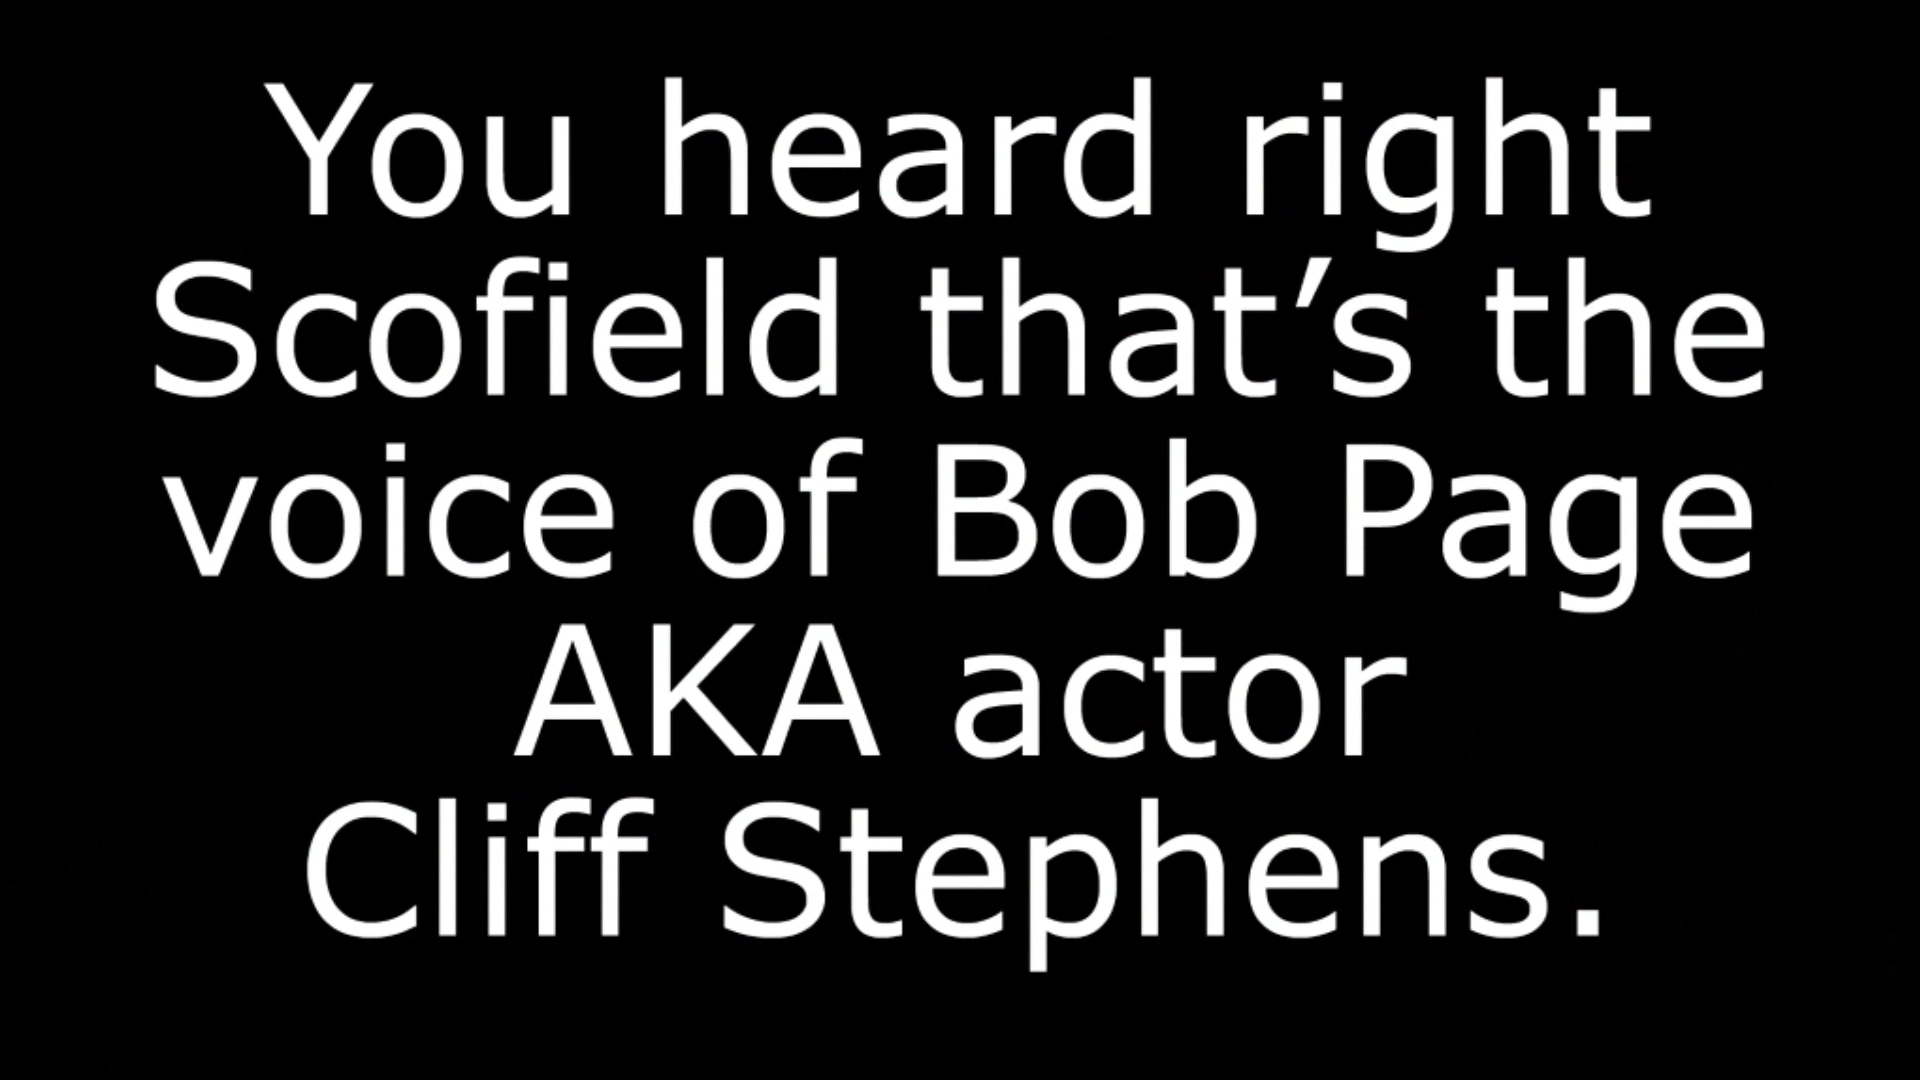 You heard right
Scofield that’s the
voice of Bob Page
AKA actor
Cliff Stephens.